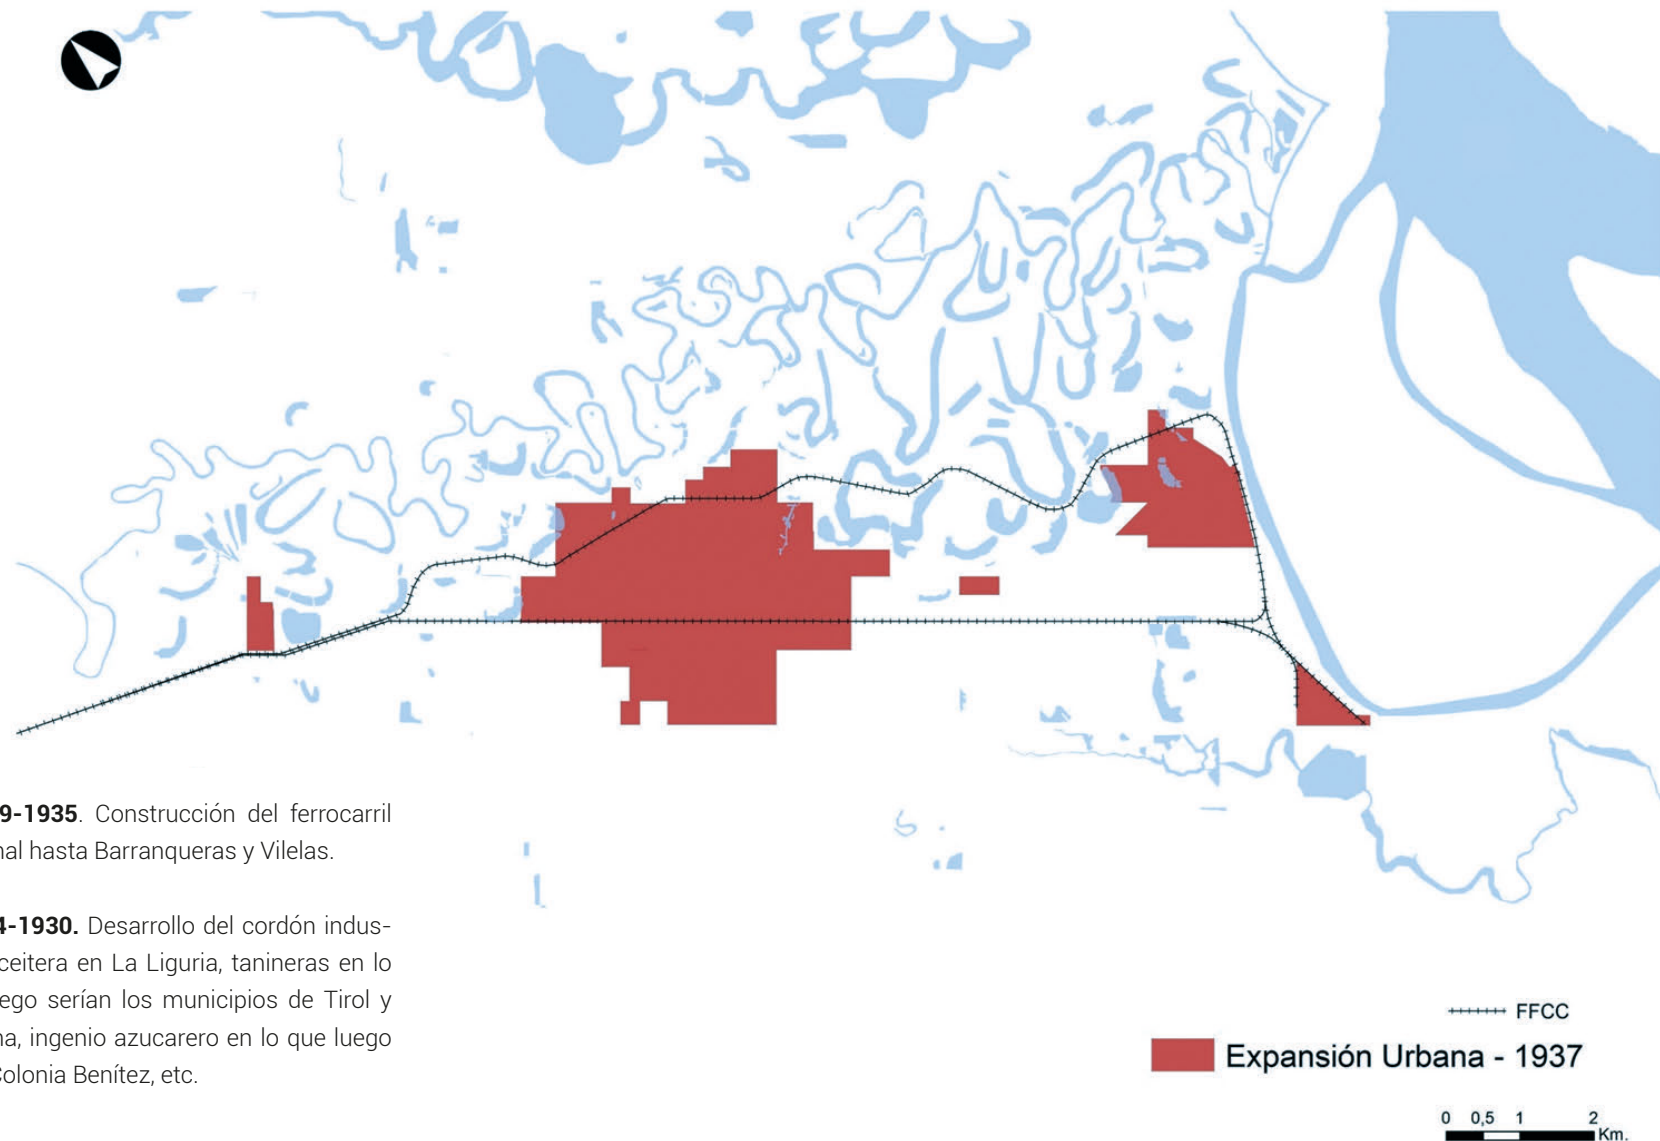 9-1935. Construcción del ferrocarril
nal hasta Barranqueras y Vilelas.
4-1930. Desarrollo del cordón indus-
ceitera en La Liguria, tanineras en lo
ego serían los municipios de Tirol y
na, ingenio azucarero en lo que luego
Colonia Benítez, etc.
FFCC
Expansión Urbana - 1937
0 0,5 1 2
Km.